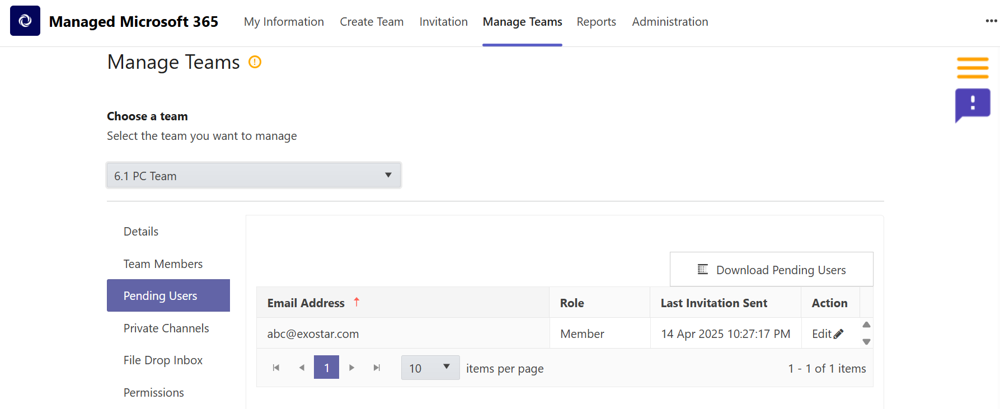 Managed Microsoft 365 My Information Create Team Invitation Manage Teams Reports Administration
Manage Teams
Choose a team
Select the team you want to manage
6.1 PC Team
Details
Team Members
Pending Users
Private Channels
File Drop Inbox
Permissions
Download Pending Users
Email Address Role Last Invitation Sent Action
abc@exostar.com Member 14 Apr 2025 10:27:17 PM Edit
1 10 items per page 1 - 1 of 1 items